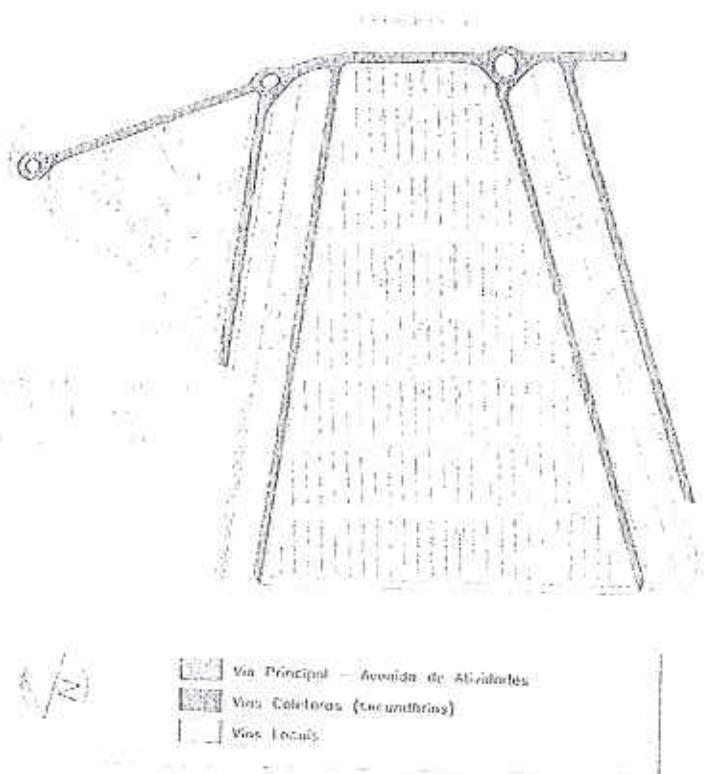 Via Principal — Avenida de Atividades
Vias Coletoras (secundárias)
Vias Locais